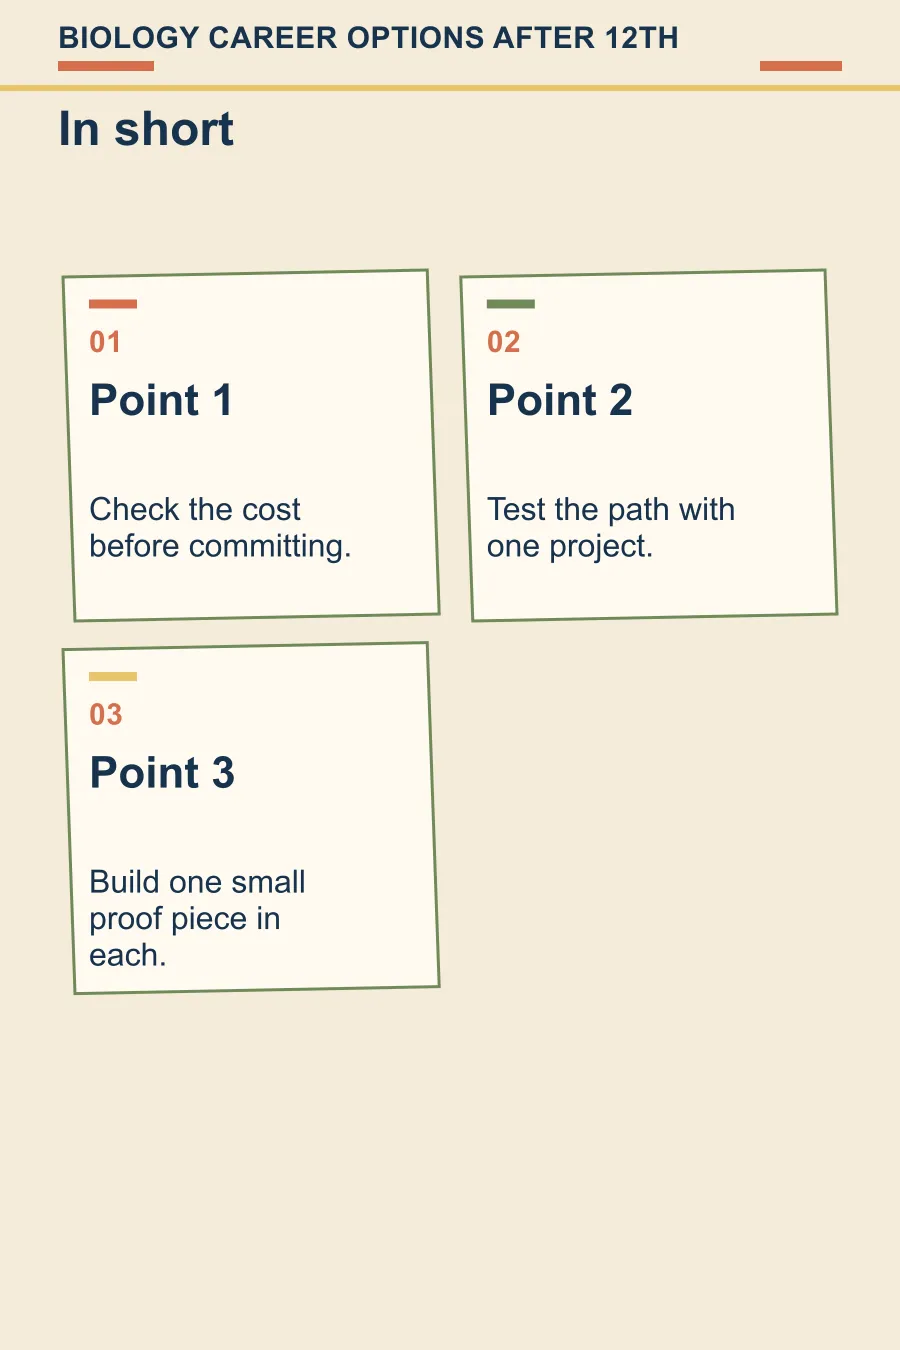 BIOLOGY CAREER OPTIONS AFTER 12TH
In short
01
Point 1
Check the cost
before committing.
02
Point 2
Test the path with
one project.
03
Point 3
Build one small
proof piece in
each.